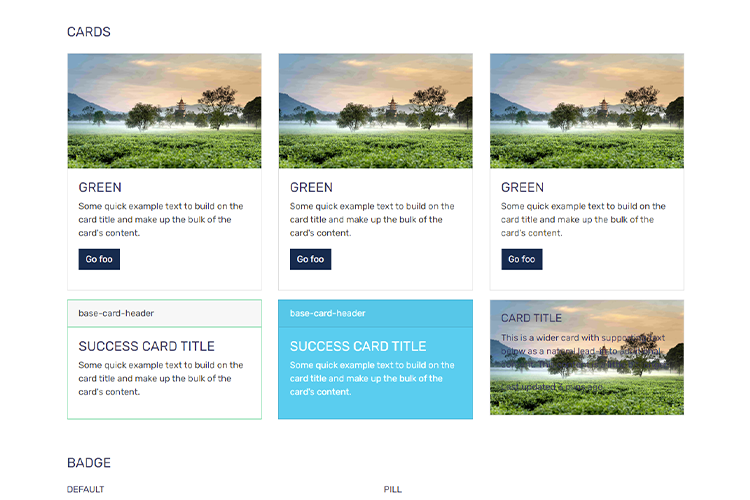 CARDS
GREEN
Some quick example text to build on the
card title and make up the bulk of the
card's content.
Go foo
GREEN
Some quick example text to build on the
card title and make up the bulk of the
card's content.
Go foo
GREEN
Some quick example text to build on the
card title and make up the bulk of the
card's content.
Go foo
base-card-header
SUCCESS CARD TITLE
Some quick example text to build on the
card title and make up the bulk of the
card's content.
base-card-header
SUCCESS CARD TITLE
Some quick example text to build on the
card title and make up the bulk of the
card's content.
CARD TITLE
This is a wider card with supporting text
below as a natural lead-in to additional
Last updated 3 mins ago
BADGE
DEFAULT
PILL